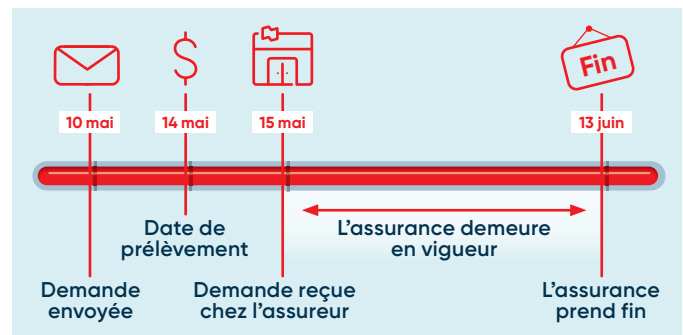 $
Fin
10 mai
14 mai
15 mai
13 juin
Date de
prélèvement
L'assurance demeure
en vigueur
Demande
envoyée
Demande reçue
chez l'assureur
L'assurance
prend fin